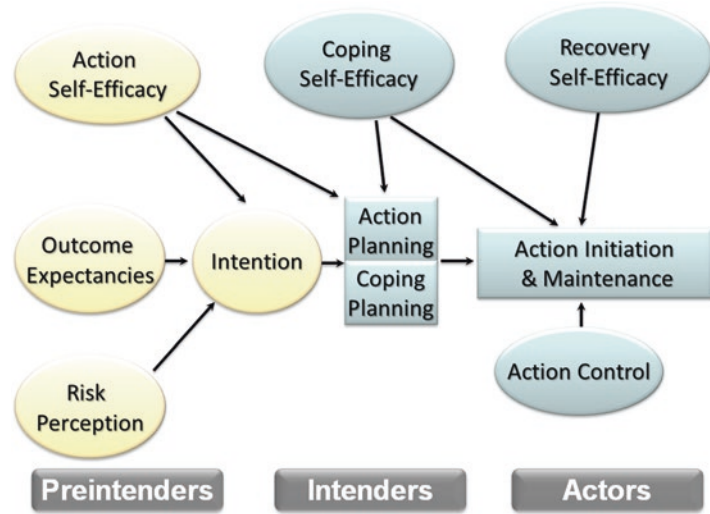 Action
Self-Efficacy
Coping
Self-Efficacy
Recovery
Self-Efficacy
Outcome
Expectancies
Intention
Action
Planning
Coping
Planning
Action Initiation
& Maintenance
Risk
Perception
Action Control
Preintenders
Intenders
Actors